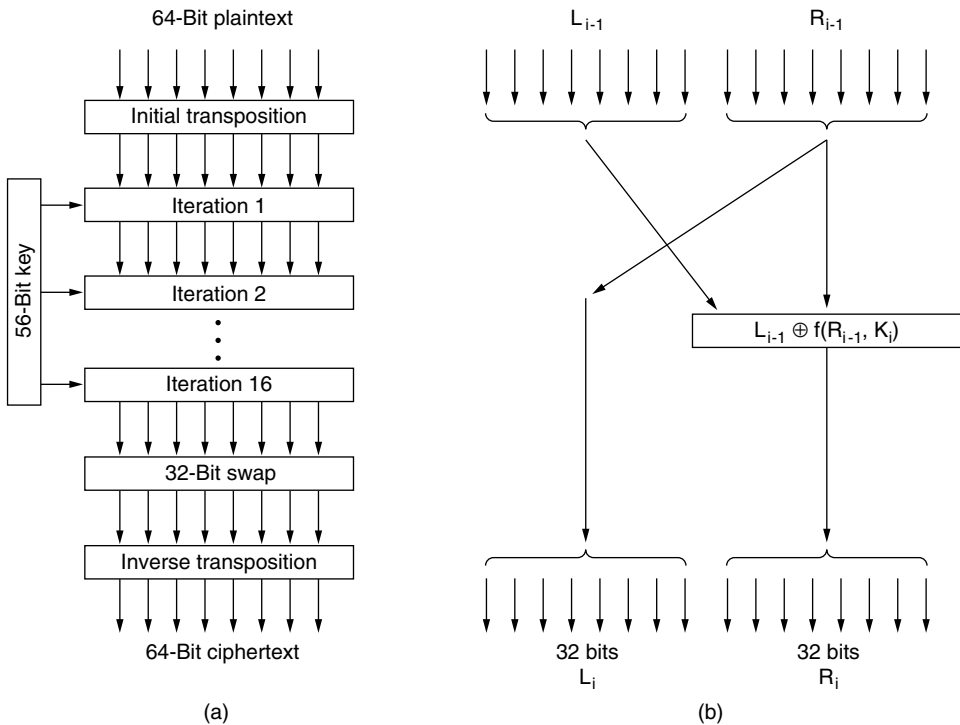 64-Bit plaintext
Initial transposition
56-Bit key
Iteration 1
Iteration 2
Iteration 16
32-Bit swap
Inverse transposition
64-Bit ciphertext
(a)
L i-1
R i-1
L i-1 ⊕ f(R i-1, K i)
32 bits
L i
32 bits
R i
(b)